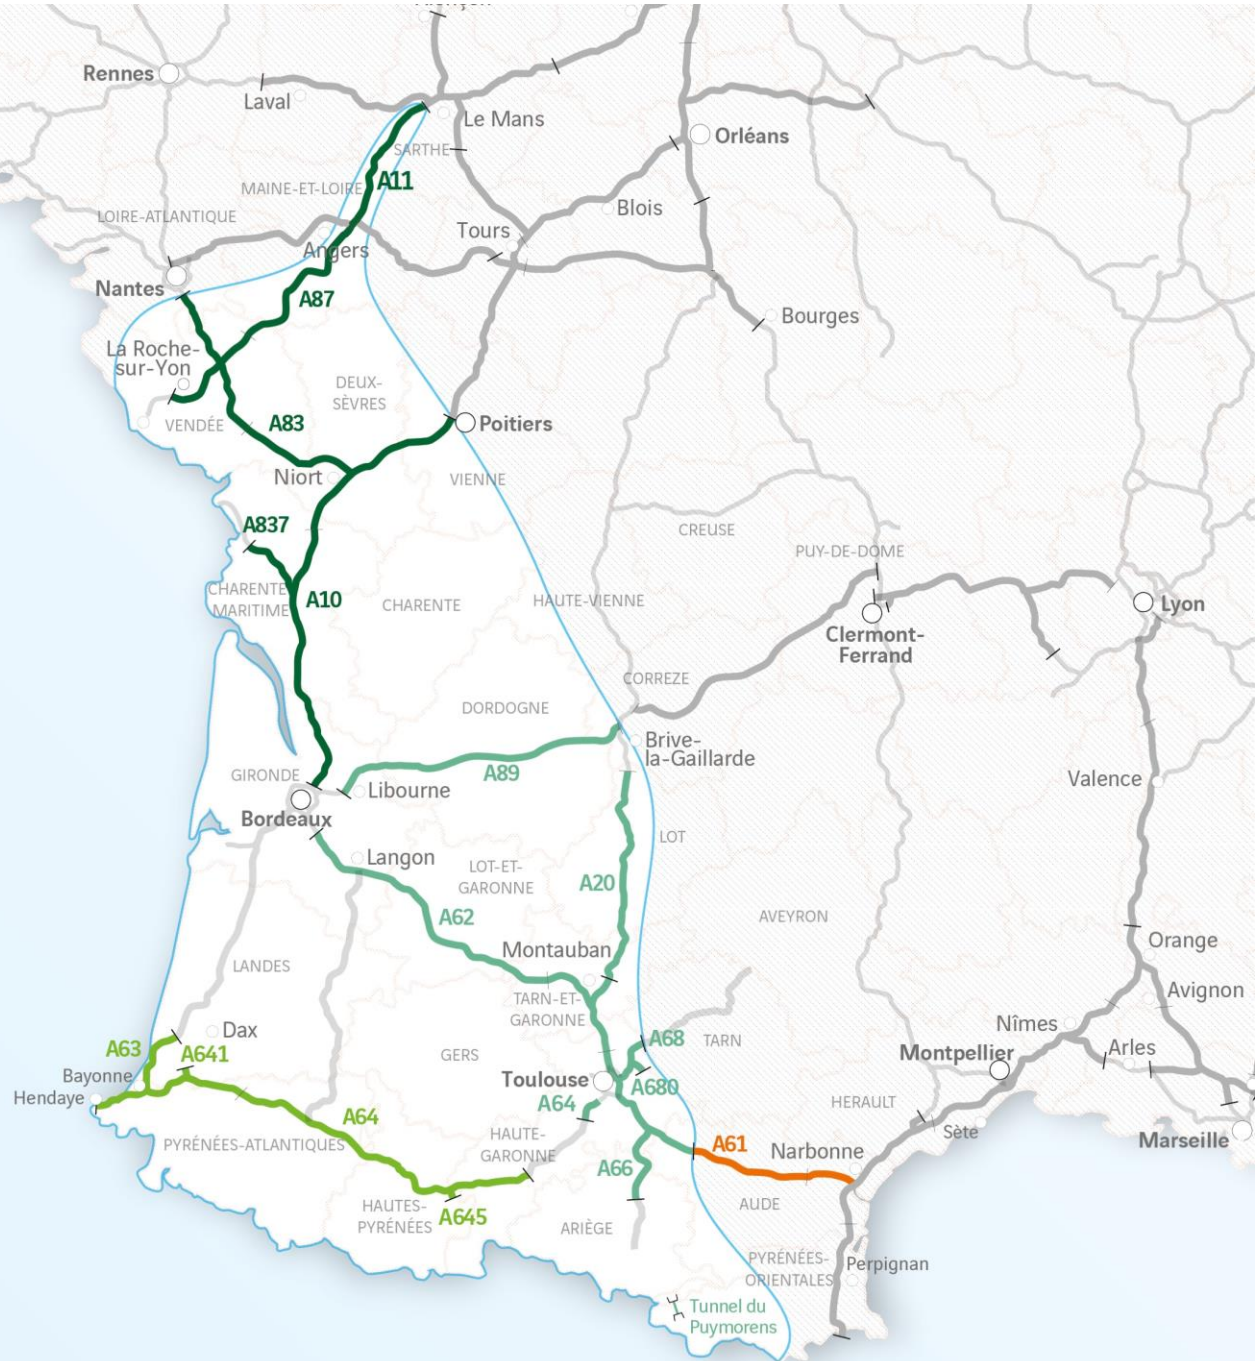 Alençon
Rennes
Laval
Le Mans
SARTHE
Orléans
MAINE-ET-LOIRE
A11
LOIRE-ATLANTIQUE
Blois
Tours
Angers
Nantes
A87
Bourges
La Roche-
sur-Yon
DEUX-
SÈVRES
VENDÉE
A83
Poitiers
Niort
VIENNE
A837
CREUSE
PUY-DE-DOME
CHARENTE
MARITIME
A10
CHARENTE
HAUTE-VIENNE
Lyon
Clermont-
Ferrand
CORREZE
DORDOGNE
Brive-
la-Gaillarde
GIRONDE
A89
Libourne
Valence
Bordeaux
LOT
Langon
LOT-ET-
GARONNE
A20
A62
AVEYRON
Montauban
Orange
LANDES
Avignon
TARN-ET-
GARONNE
Nîmes
Dax
A68
TARN
A63
A641
GERS
Montpellier
Arles
Bayonne
Toulouse
A680
Hendaye
A64
HERAULT
A64
Sète
Marseille
PYRÉNÉES-ATLANTIQUES
HAUTE-
GARONNE
A61
Narbonne
A66
HAUTES-
PYRÉNÉES
A645
ARIÈGE
AUDE
PYRÉNÉES-
ORIENTALES
Perpignan
Tunnel du
Puymorens